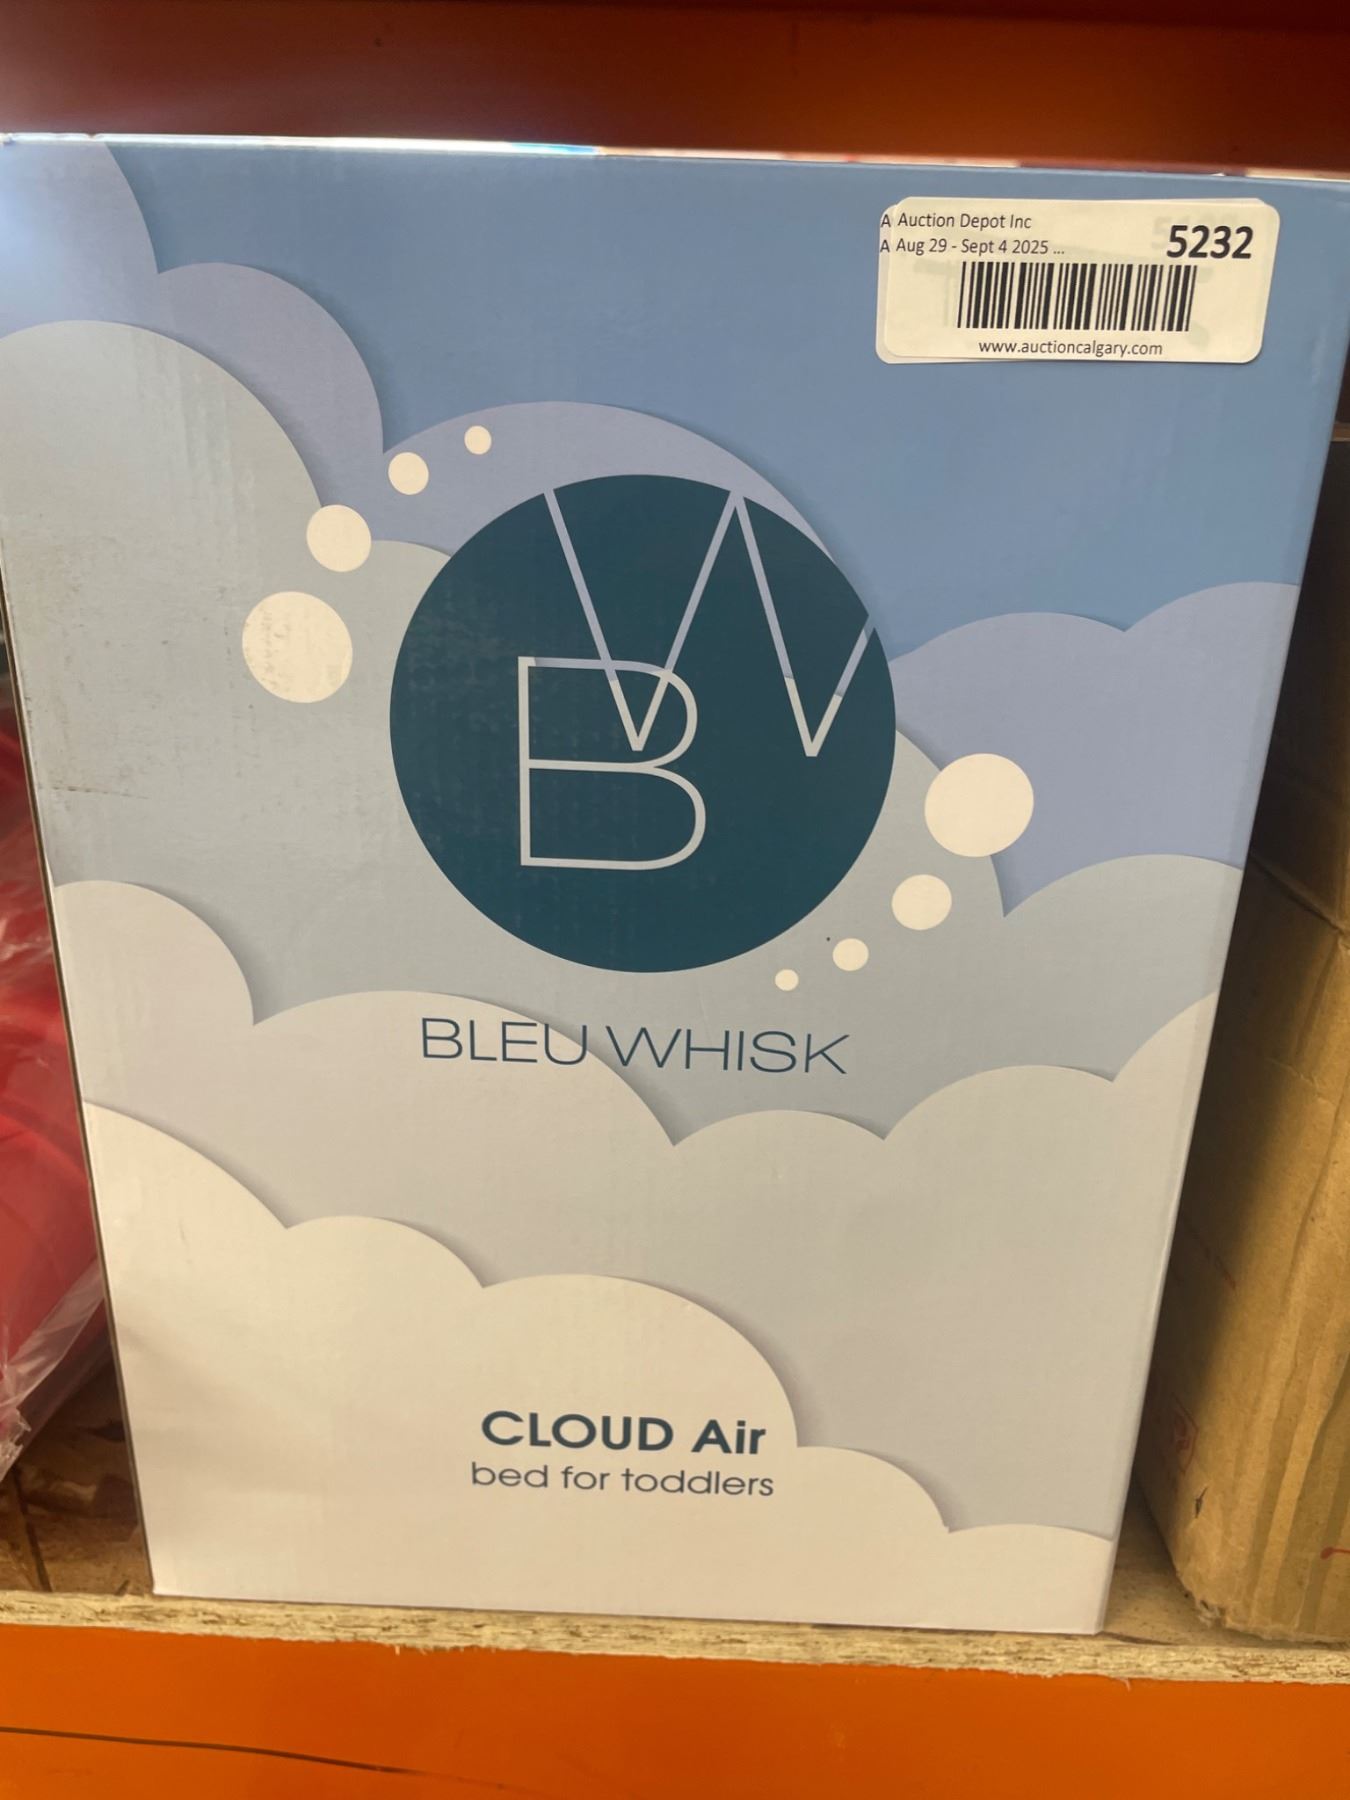 A Auction Depot Inc
5232
A Aug 29 - Sept 4 2025 ...
www.auctioncalgary.com
BW
BLEU WHISK
CLOUD Air
bed for toddlers